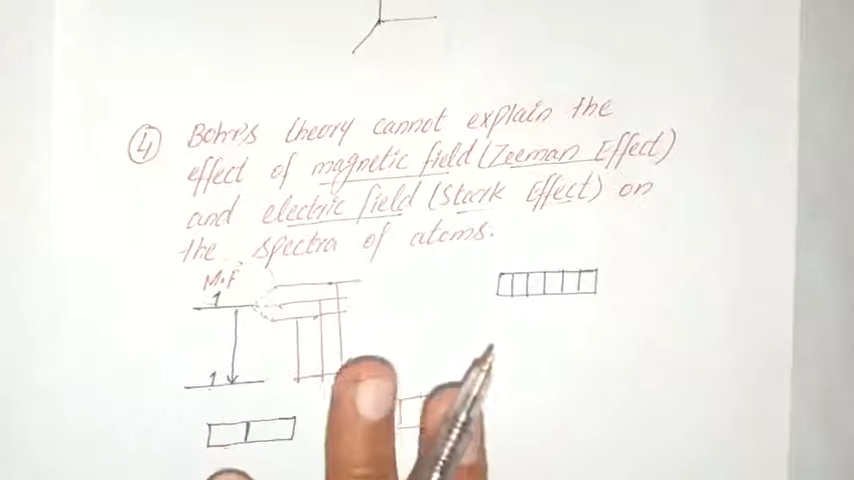 4 Bohr's theory cannot explain the
effect of magnetic field (Zeeman Effect)
and electric field (Stark Effect) on
the spectra of atoms.
M.F
1
1